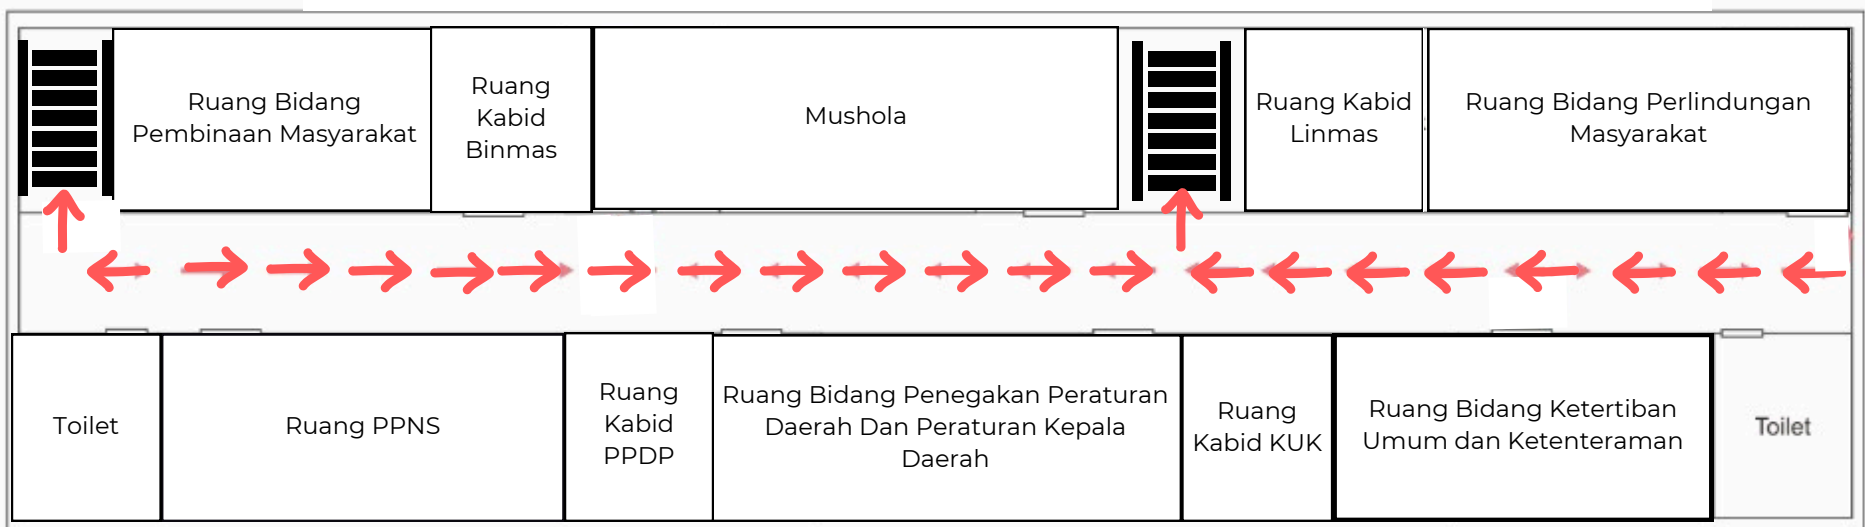 Ruang Bidang
Pembinaan Masyarakat
Ruang
Kabid
Binmas
Mushola
Ruang Kabid
Linmas
Ruang Bidang Perlindungan
Masyarakat
Toilet
Ruang PPNS
Ruang
Kabid
PPDP
Ruang Bidang Penegakan Peraturan
Daerah Dan Peraturan Kepala
Daerah
Ruang
Kabid KUK
Ruang Bidang Ketertiban
Umum dan Ketenteraman
Toilet